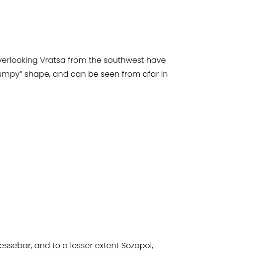 verlooking Vratsa from the southwest have
umpy" shape, and can be seen from afar in
essebar, and to a lesser extent Sozopol,